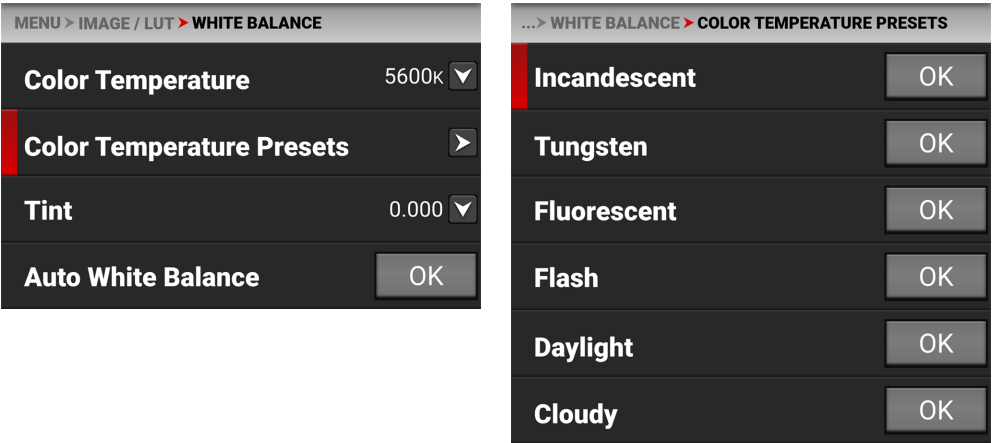 MENU > IMAGE / LUT > WHITE BALANCE
Color Temperature 5600K
Color Temperature Presets
Tint 0.000
Auto White Balance OK
...> WHITE BALANCE > COLOR TEMPERATURE PRESETS
Incandescent OK
Tungsten OK
Fluorescent OK
Flash OK
Daylight OK
Cloudy OK